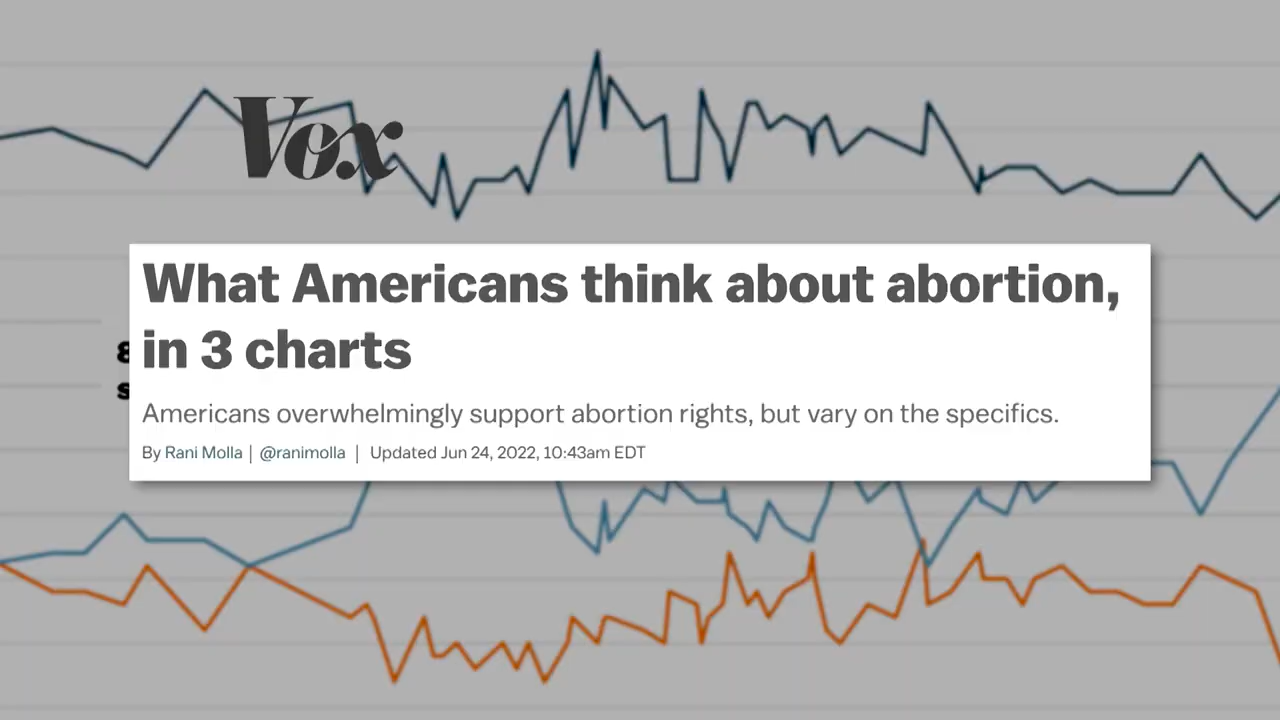 Vox
What Americans think about abortion,
in 3 charts
Americans overwhelmingly support abortion rights, but vary on the specifics.
By Rani Molla | @ranimolla | Updated Jun 24, 2022, 10:43am EDT